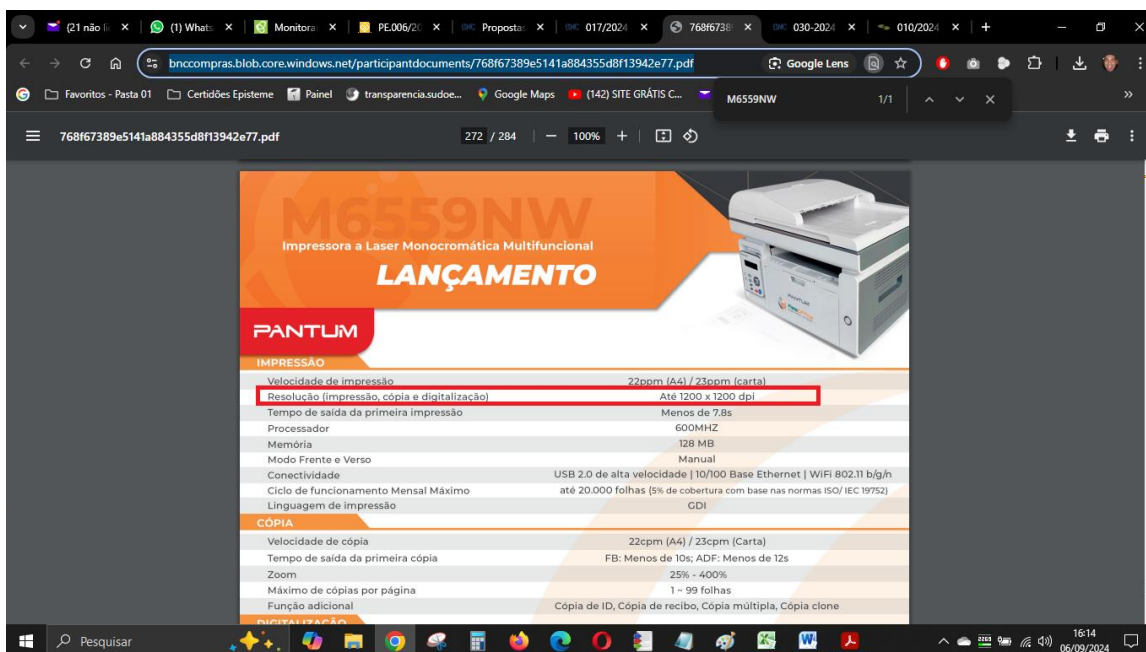 (21 não li
(1) Whats
Monitora
PE.006/20
Propostas
017/2024
768f6738
030-2024
010/2024
bnccompras.blob.core.windows.net/participantdocuments/768f67389e5141a884355d8f13942e77.pdf
Google Lens
Favoritos - Pasta 01
Certidões Episteme
Painel
transparencia.sudoe...
Google Maps
(142) SITE GRÁTIS C...
M6559NW
1/1
768f67389e5141a884355d8f13942e77.pdf
272 / 284
100%
M6559NW
Impressora a Laser Monocromática Multifuncional
LANÇAMENTO
PANTUM
IMPRESSÃO
Velocidade de impressão 22ppm (A4) / 23ppm (carta)
Resolução (impressão, cópia e digitalização) Até 1200 x 1200 dpi
Tempo de saída da primeira impressão Menos de 7.8s
Processador 600MHZ
Memória 128 MB
Modo Frente e Verso Manual
Conectividade USB 2.0 de alta velocidade | 10/100 Base Ethernet | WiFi 802.11 b/g/n
Ciclo de funcionamento Mensal Máximo até 20.000 folhas (5% de cobertura com base nas normas ISO/ IEC 19752)
Linguagem de impressão GDI
CÓPIA
Velocidade de cópia 22cpm (A4) / 23cpm (Carta)
Tempo de saída da primeira cópia FB: Menos de 10s; ADF: Menos de 12s
Zoom 25% - 400%
Máximo de cópias por página 1 ~ 99 folhas
Função adicional Cópia de ID, Cópia de recibo, Cópia múltipla, Cópia clone
DIGITALIZAÇÃO
Pesquisar
16:14
06/09/2024